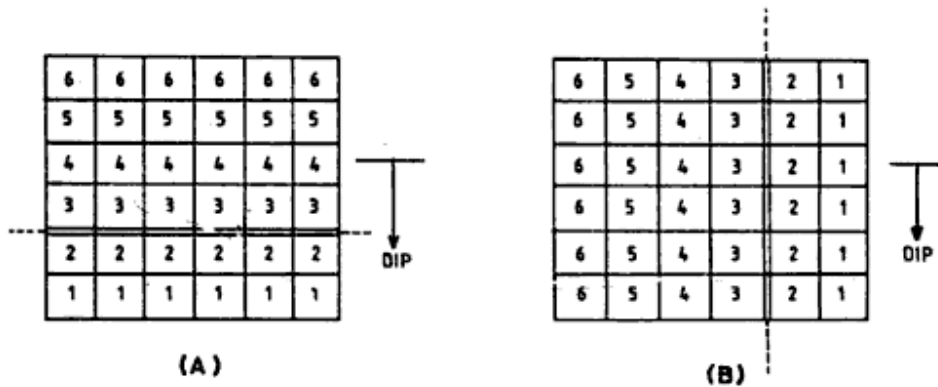 6 6 6 6 6 6
5 5 5 5 5 5
4 4 4 4 4 4
3 3 3 3 3 3
2 2 2 2 2 2
1 1 1 1 1 1
DIP
(A)
6 5 4 3 2 1
6 5 4 3 2 1
6 5 4 3 2 1
6 5 4 3 2 1
6 5 4 3 2 1
6 5 4 3 2 1
DIP
(B)